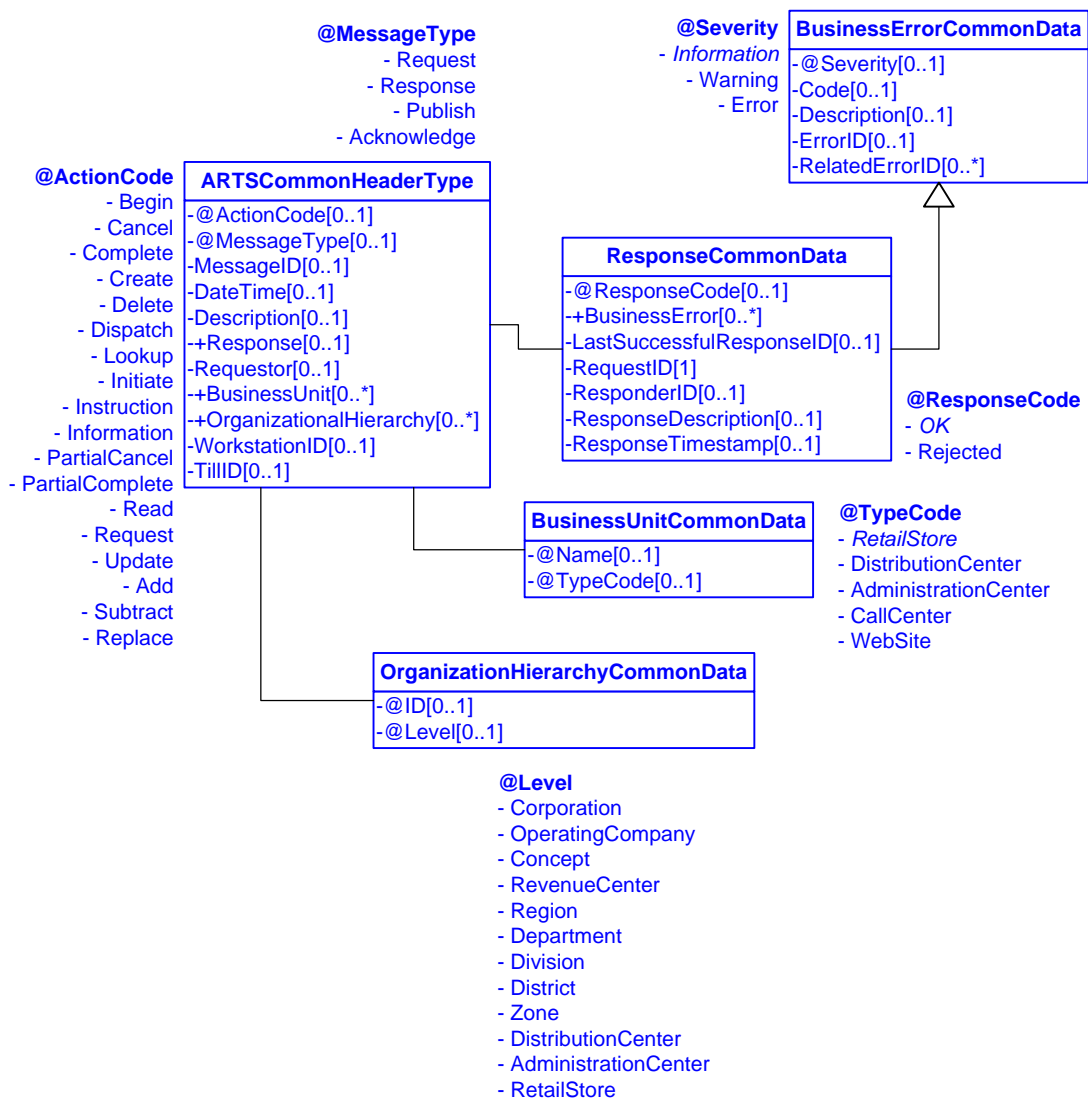 @MessageType
- Request
- Response
- Publish
- Acknowledge
@Severity
- Information
- Warning
- Error
BusinessErrorCommonData
-@Severity[0..1]
-Code[0..1]
-Description[0..1]
-ErrorID[0..1]
-RelatedErrorID[0..*]
@ActionCode
- Begin
- Cancel
- Complete
- Create
- Delete
- Dispatch
- Lookup
- Initiate
- Instruction
- Information
- PartialCancel
- PartialComplete
- Read
- Request
- Update
- Add
- Subtract
- Replace
ARTSCommonHeaderType
-@ActionCode[0..1]
-@MessageType[0..1]
-MessageID[0..1]
-DateTime[0..1]
-Description[0..1]
-+Response[0..1]
-Requestor[0..1]
-+BusinessUnit[0..*]
-+OrganizationalHierarchy[0..*]
-WorkstationID[0..1]
-TillID[0..1]
ResponseCommonData
-@ResponseCode[0..1]
-+BusinessError[0..*]
-LastSuccessfulResponseID[0..1]
-RequestID[1]
-ResponderID[0..1]
-ResponseDescription[0..1]
-ResponseTimestamp[0..1]
@ResponseCode
- OK
- Rejected
BusinessUnitCommonData
-@Name[0..1]
-@TypeCode[0..1]
@TypeCode
- RetailStore
- DistributionCenter
- AdministrationCenter
- CallCenter
- WebSite
OrganizationHierarchyCommonData
-@ID[0..1]
-@Level[0..1]
@Level
- Corporation
- OperatingCompany
- Concept
- RevenueCenter
- Region
- Department
- Division
- District
- Zone
- DistributionCenter
- AdministrationCenter
- RetailStore